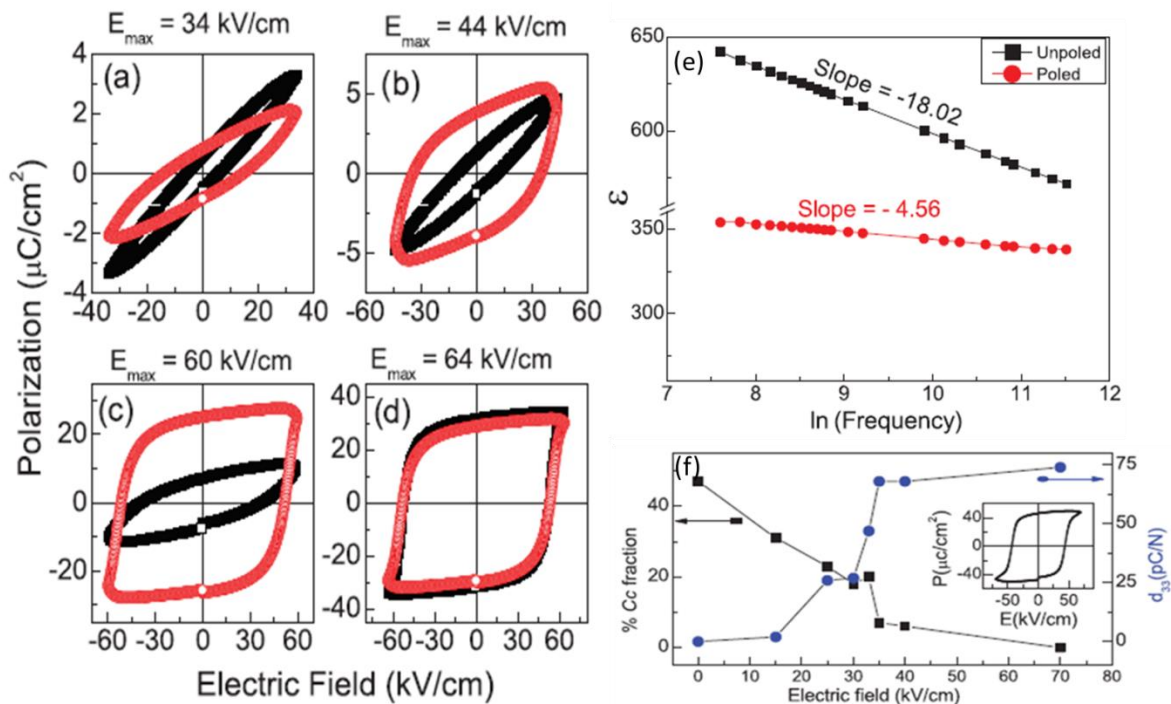 E_max = 34 kV/cm
E_max = 44 kV/cm
(a)
(b)
4
2
0
-2
-4
-40 -20 0 20 40
5
0
-5
-60 -30 0 30 60
E_max = 60 kV/cm
E_max = 64 kV/cm
(c)
(d)
20
0
-20
-60 -30 0 30 60
40
20
0
-20
-40
-60 -30 0 30 60
Polarization (μC/cm²)
Electric Field (kV/cm)
(e)
Unpoled
Poled
Slope = -18.02
Slope = - 4.56
650
600
350
300
ε
7 8 9 10 11 12
ln (Frequency)
(f)
40
20
0
% Cc fraction
75
50
25
0
d₃₃(pC/N)
40
0
-40
P(μc/cm²)
-50 0 50
E(kV/cm)
0 10 20 30 40 50 60 70 80
Electric field (kV/cm)